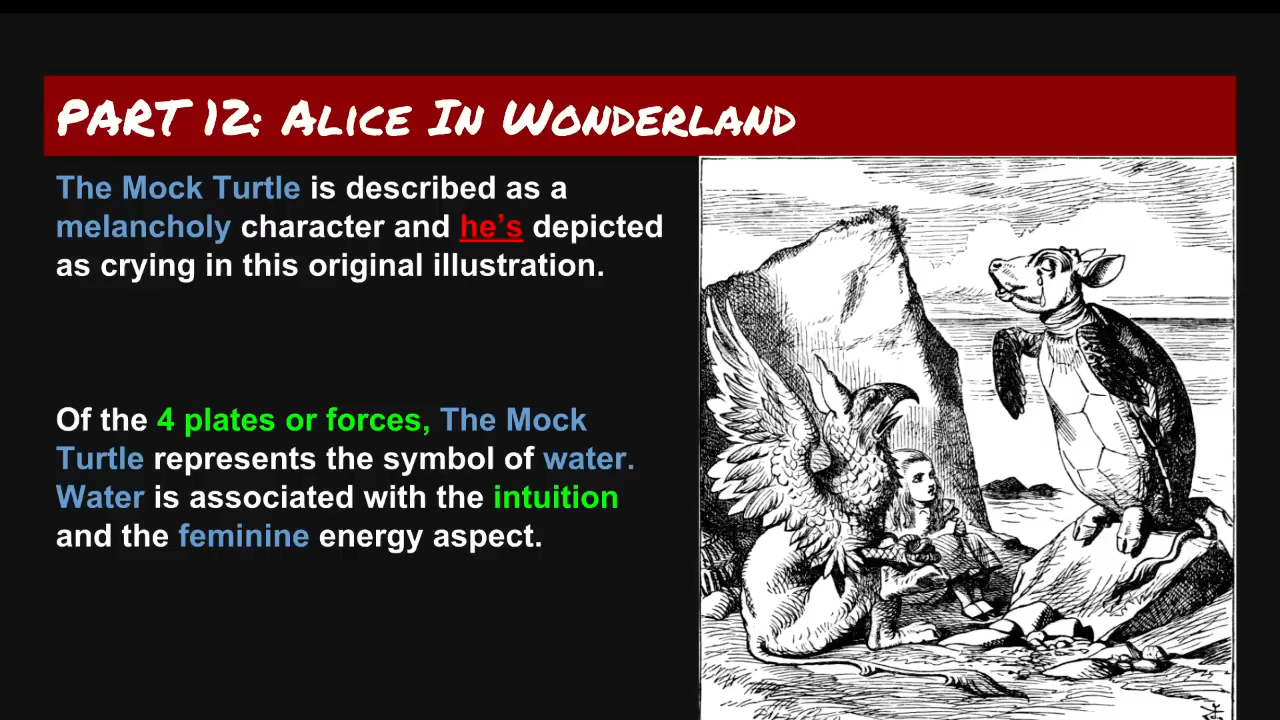 PART 12: ALICE IN WONDERLAND
The Mock Turtle is described as a
melancholy character and he's depicted
as crying in this original illustration.
Of the 4 plates or forces, The Mock
Turtle represents the symbol of water.
Water is associated with the intuition
and the feminine energy aspect.